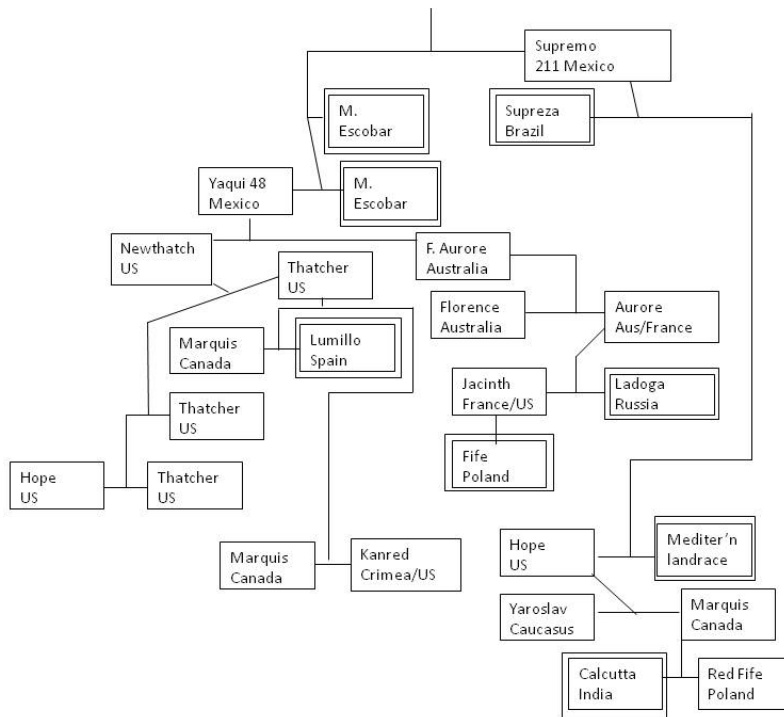 Supremo
211 Mexico
M.
Escobar
Supreza
Brazil
Yaqui 48
Mexico
M.
Escobar
Newthatch
US
Thatcher
US
F. Aurore
Australia
Florence
Australia
Aurore
Aus/France
Marquis
Canada
Lumillo
Spain
Jacinth
France/US
Ladoga
Russia
Thatcher
US
Fife
Poland
Hope
US
Thatcher
US
Marquis
Canada
Kanred
Crimea/US
Hope
US
Mediter'n
landrace
Yaroslav
Caucasus
Marquis
Canada
Calcutta
India
Red Fife
Poland